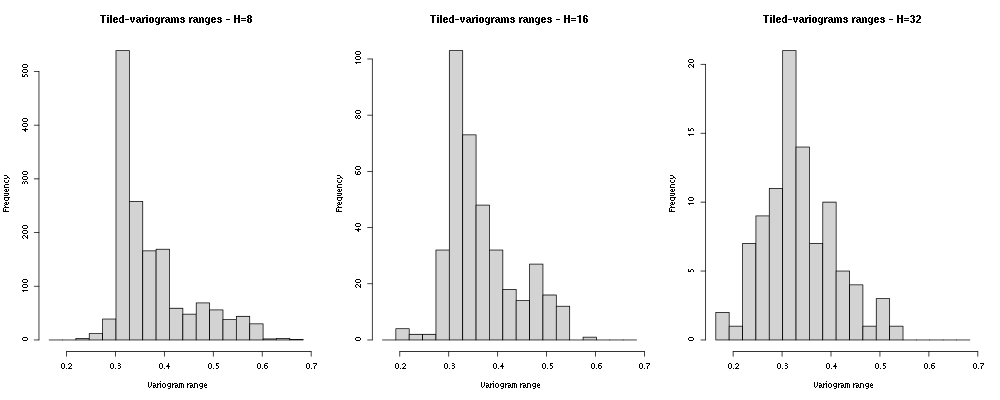 Tiled-variograms ranges - H=8
Tiled-variograms ranges - H=16
Tiled-variograms ranges - H=32
Frequency
0
100
200
300
400
500
0.2 0.3 0.4 0.5 0.6 0.7
Variogram range
Frequency
0
20
40
60
80
100
0.2 0.3 0.4 0.5 0.6 0.7
Variogram range
Frequency
0
5
10
15
20
0.2 0.3 0.4 0.5 0.6 0.7
Variogram range